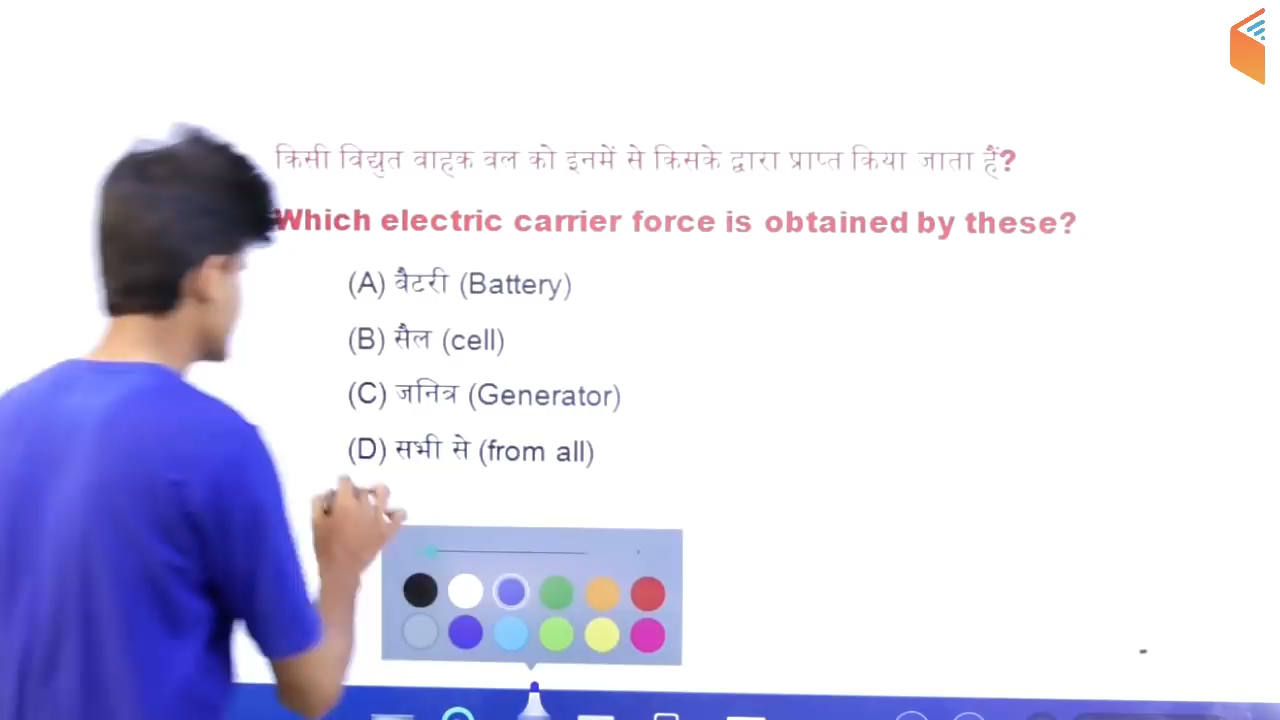 किसी विद्युत वाहक वल को इनमें से किसके द्वारा प्राप्त किया जाता हैं?
Which electric carrier force is obtained by these?
(A) बैटरी (Battery)
(B) सैल (cell)
(C) जनित्र (Generator)
(D) सभी से (from all)